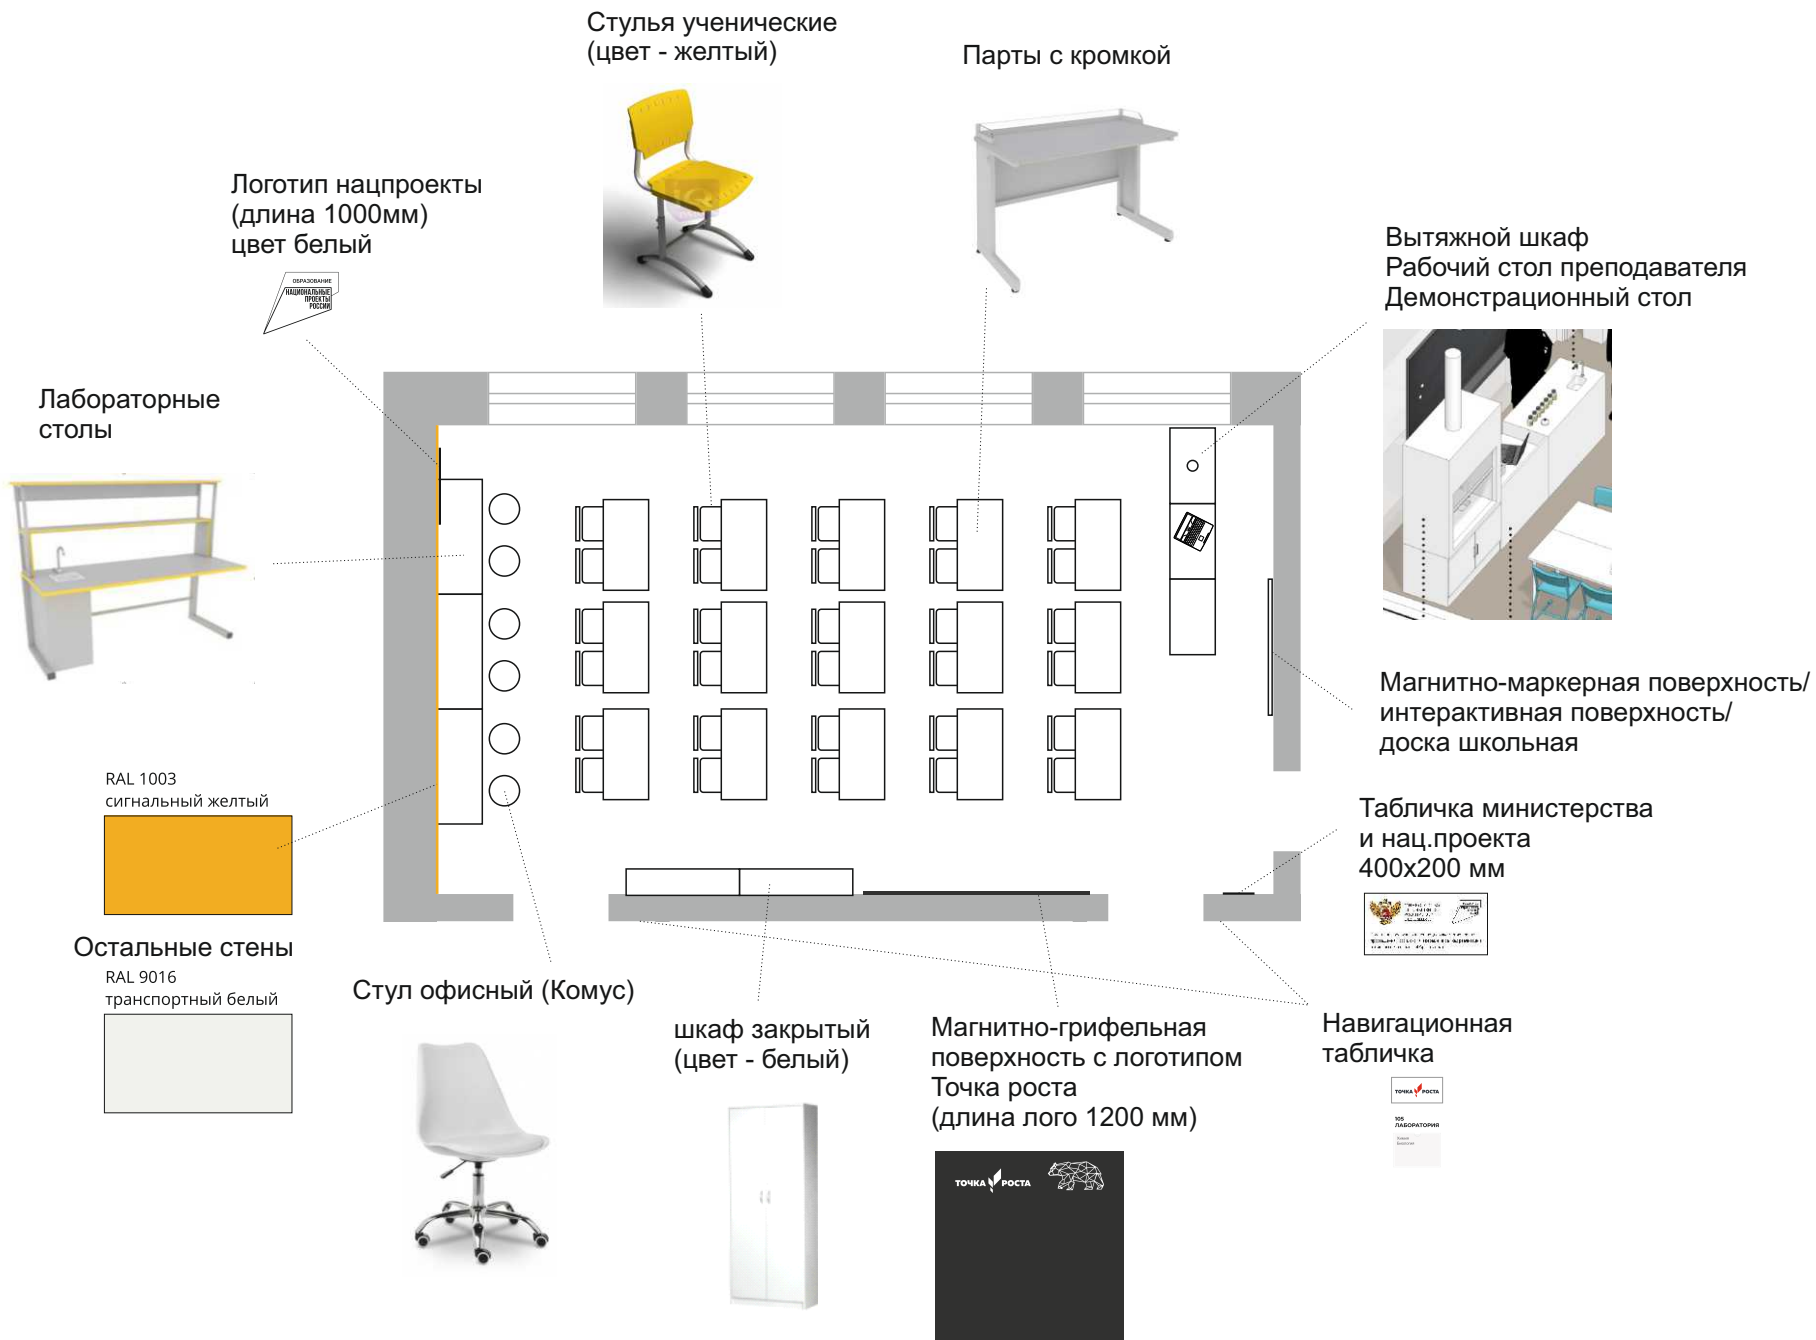 Стулья ученические
(цвет - желтый)
Парты с кромкой
Логотип нацпроекты
(длина 1000мм)
цвет белый
ОБРАЗОВАНИЕ
НАЦИОНАЛЬНЫЕ
ПРОЕКТЫ
РОССИИ
Вытяжной шкаф
Рабочий стол преподавателя
Демонстрационный стол
Лабораторные
столы
Магнитно-маркерная поверхность/
интерактивная поверхность/
доска школьная
RAL 1003
сигнальный желтый
Табличка министерства
и нац.проекта
400х200 мм
Остальные стены
RAL 9016
транспортный белый
Стул офисный (Комус)
шкаф закрытый
(цвет - белый)
Магнитно-грифельная
поверхность с логотипом
Точка роста
(длина лого 1200 мм)
ТОЧКА РОСТА
Навигационная
табличка
ТОЧКА РОСТА
105
ЛАБОРАТОРИЯ